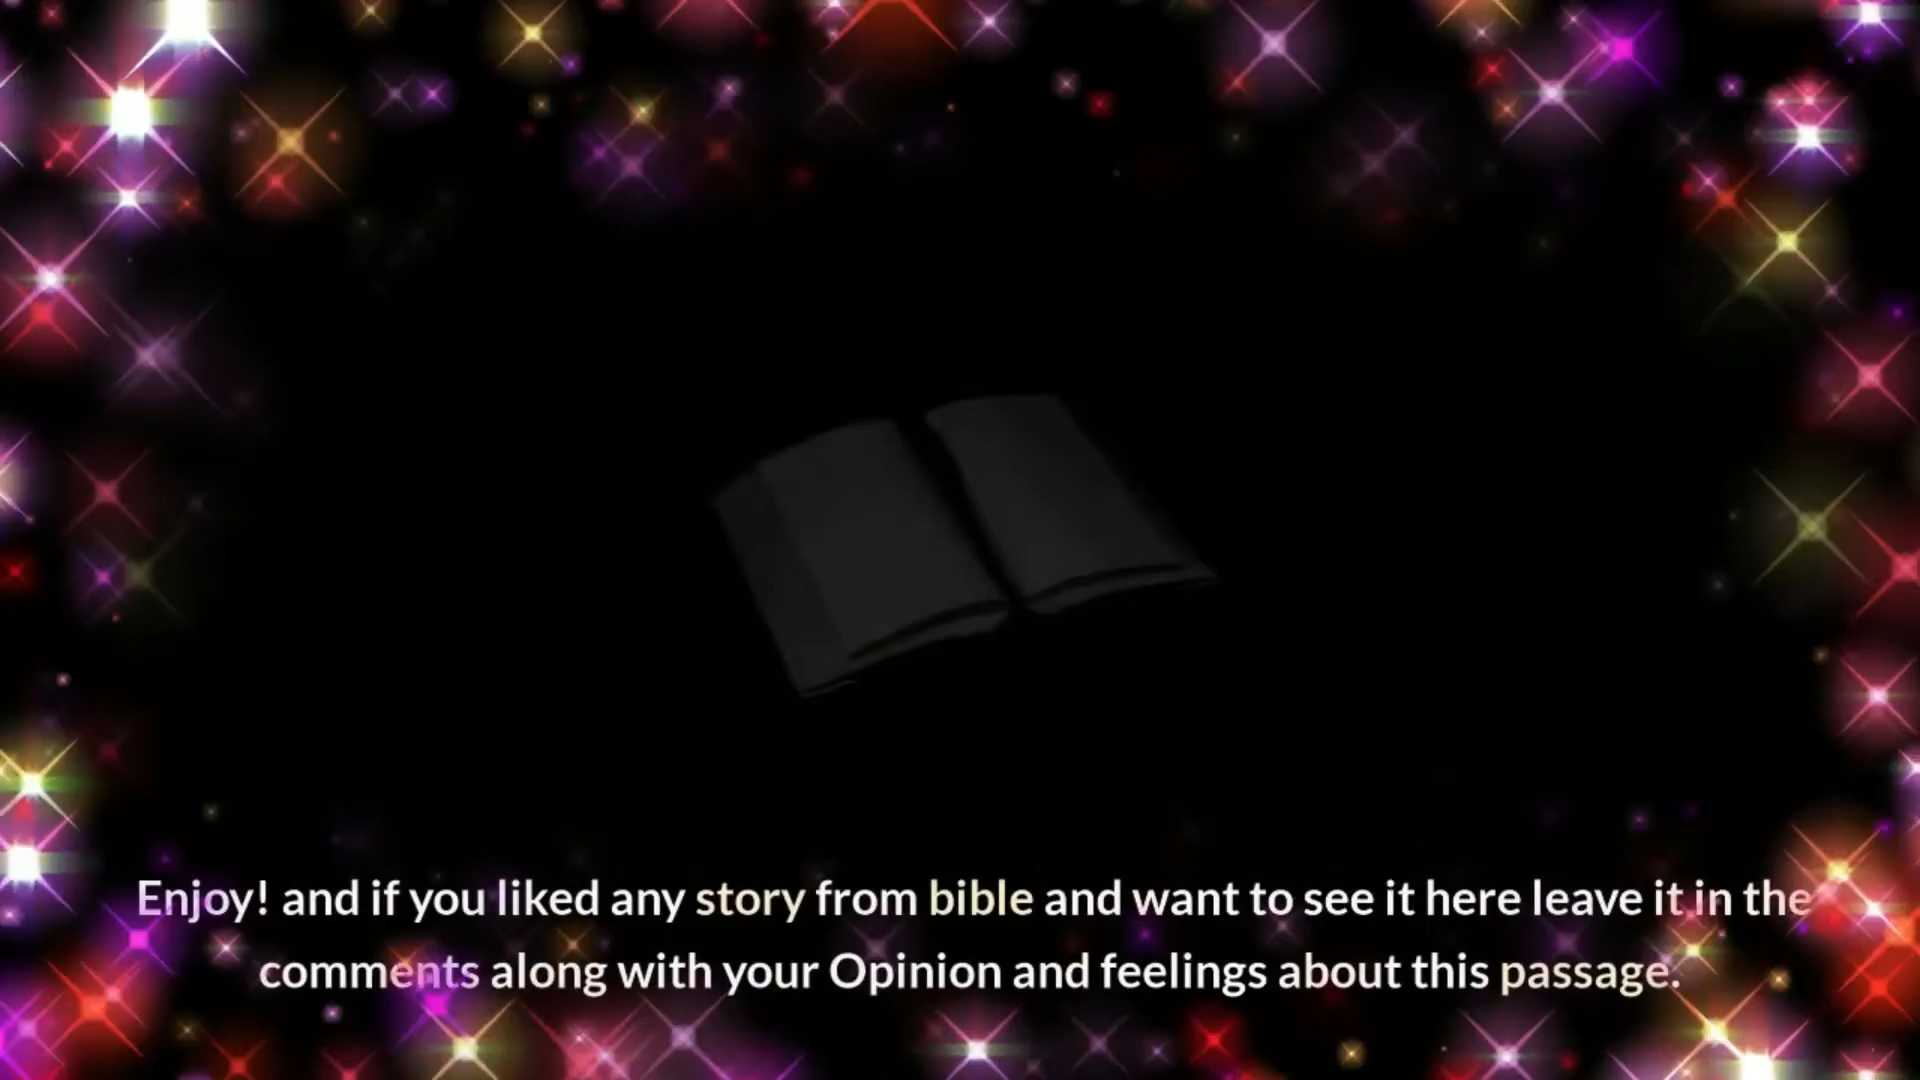 Enjoy! and if you liked any story from bible and want to see it here leave it in the
comments along with your Opinion and feelings about this passage.